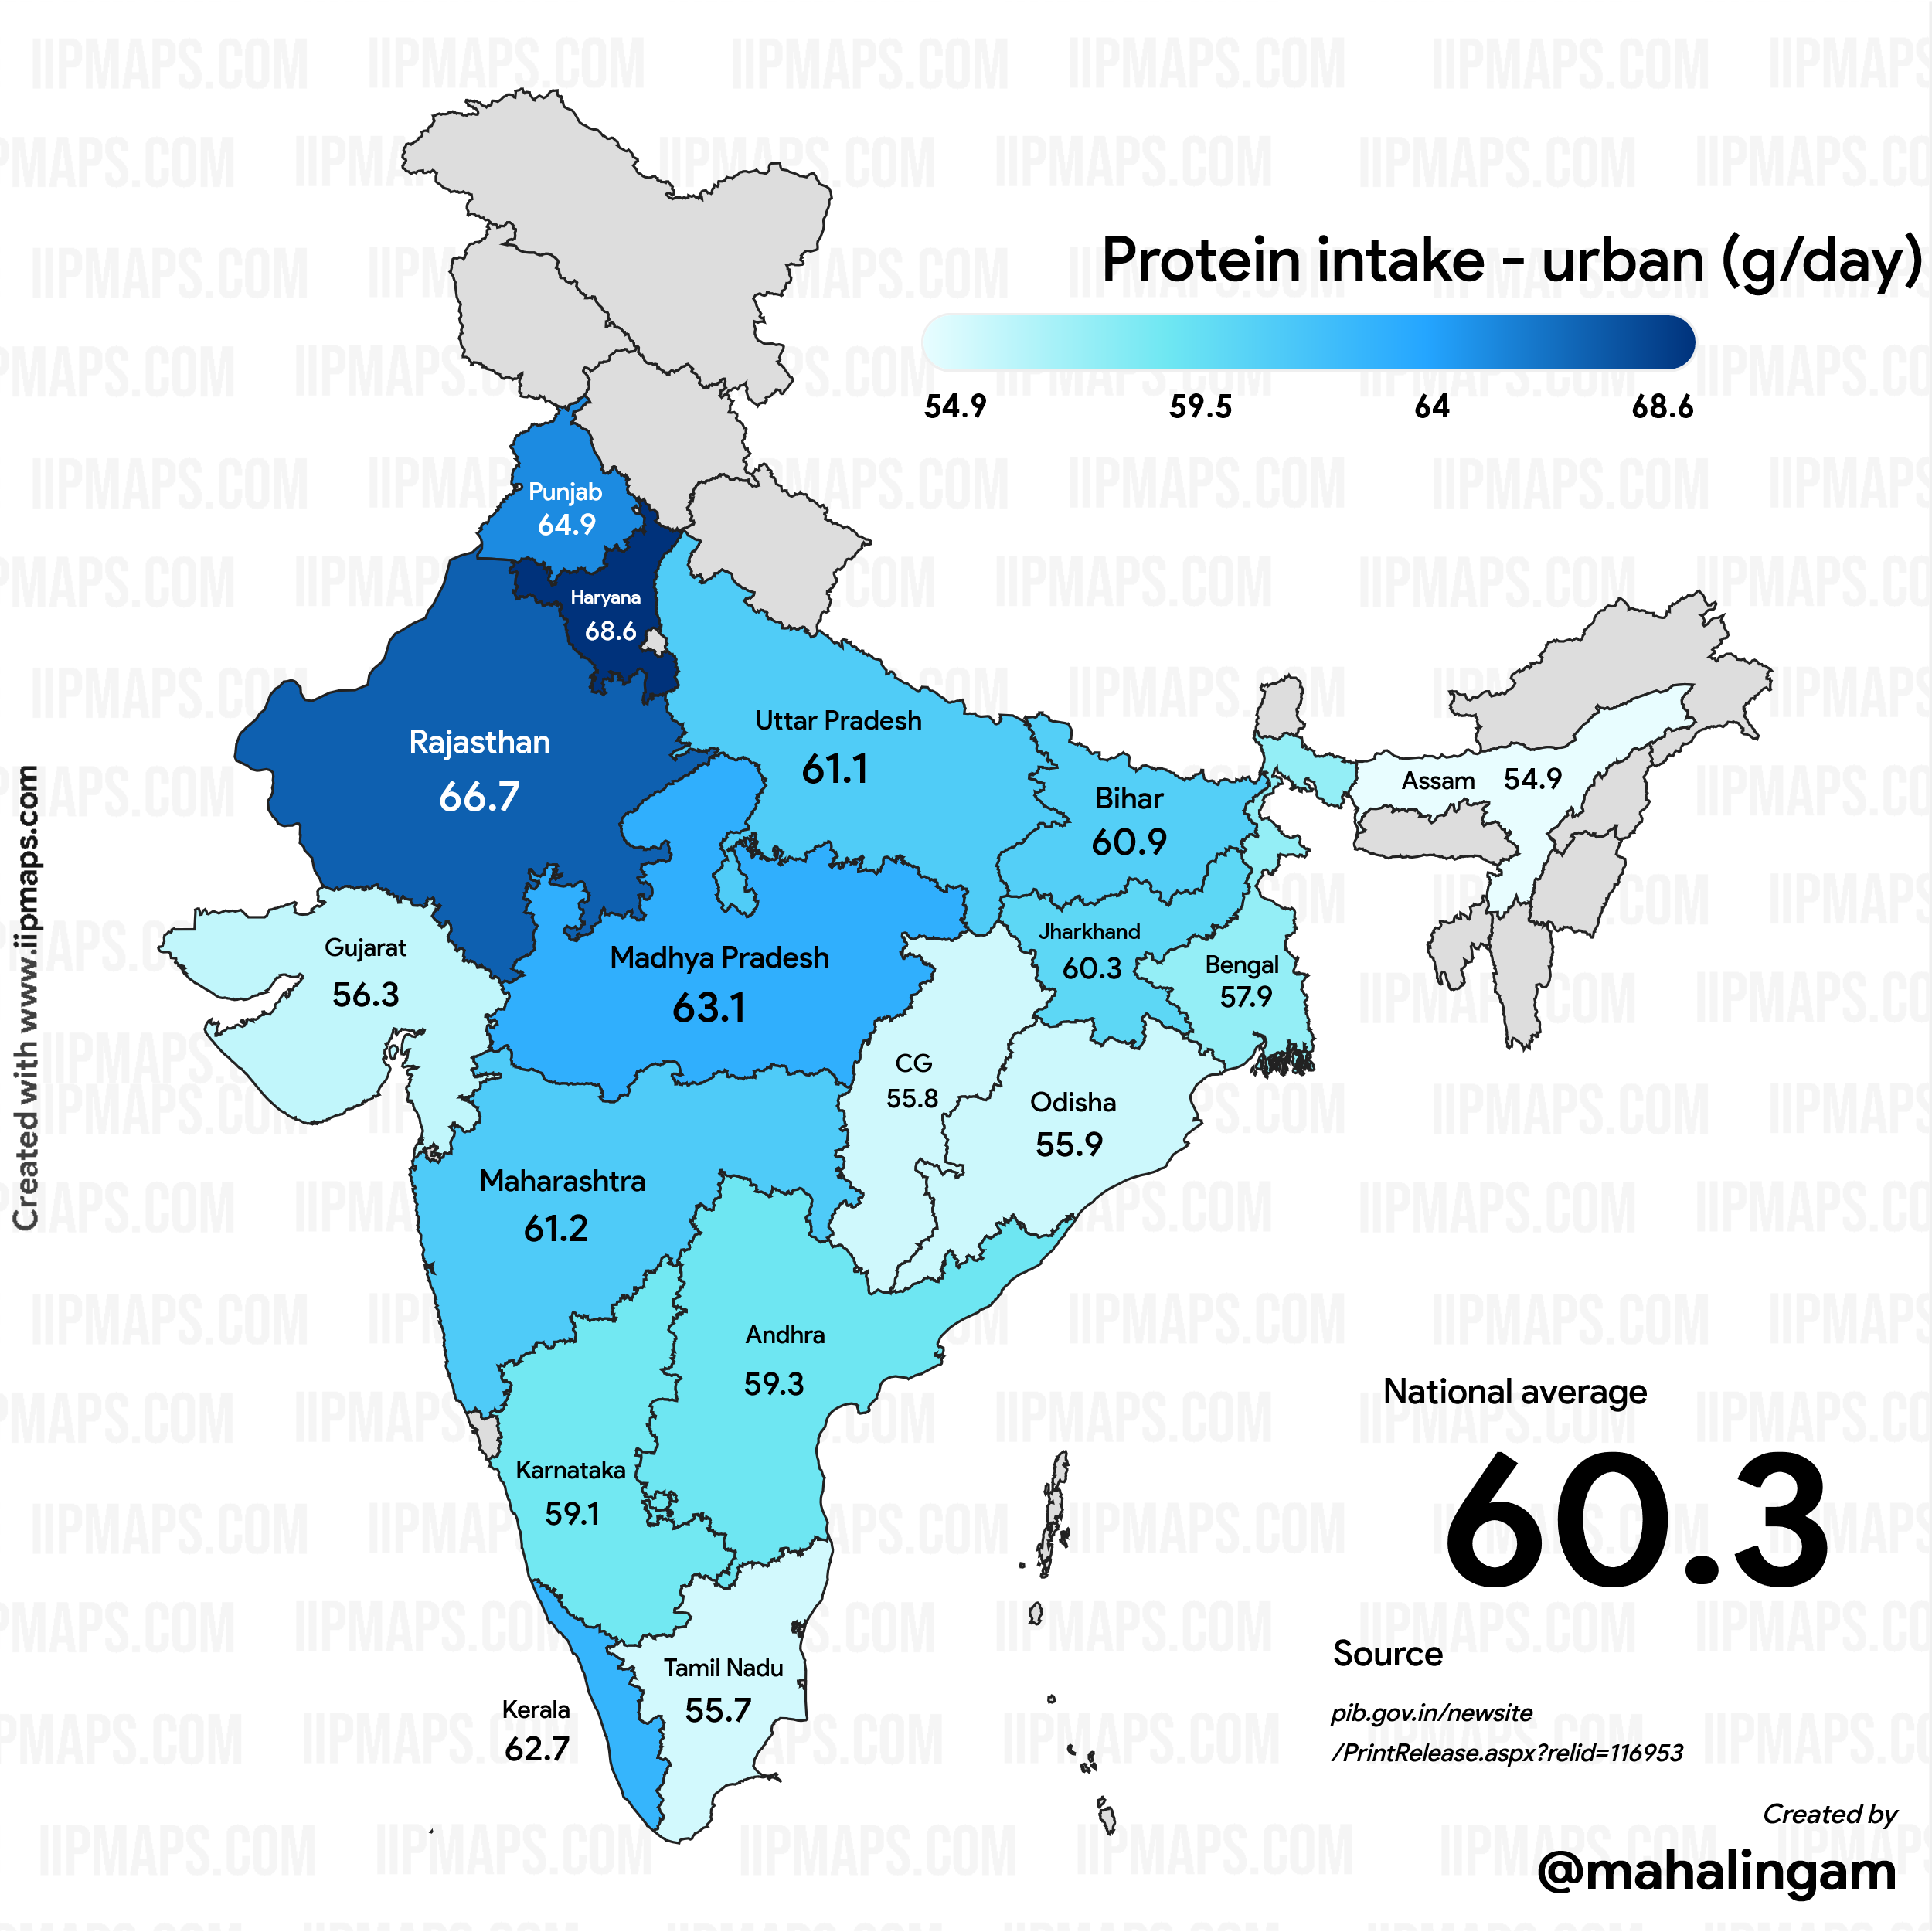 Protein intake - urban (g/day)
54.9 59.5 64 68.6
Punjab
64.9
Haryana
68.6
Rajasthan
66.7
Uttar Pradesh
61.1
Bihar
60.9
Assam 54.9
Gujarat
56.3
Madhya Pradesh
63.1
Jharkhand
60.3
Bengal
57.9
CG
55.8
Odisha
55.9
Maharashtra
61.2
Andhra
59.3
Karnataka
59.1
Tamil Nadu
55.7
Kerala
62.7
National average
60.3
Source
pib.gov.in/newsite
/PrintRelease.aspx?relid=116953
Created by
@mahalingam
Created with www.iipmaps.com
IIPMAPS.COM